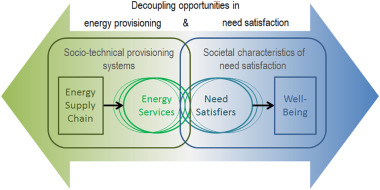 Decoupling opportunities in
energy provisioning & need satisfaction
Socio-technical provisioning
systems
Societal characteristics of
need satisfaction
Energy
Supply
Chain
Energy
Services
Need
Satisfiers
Well-
Being